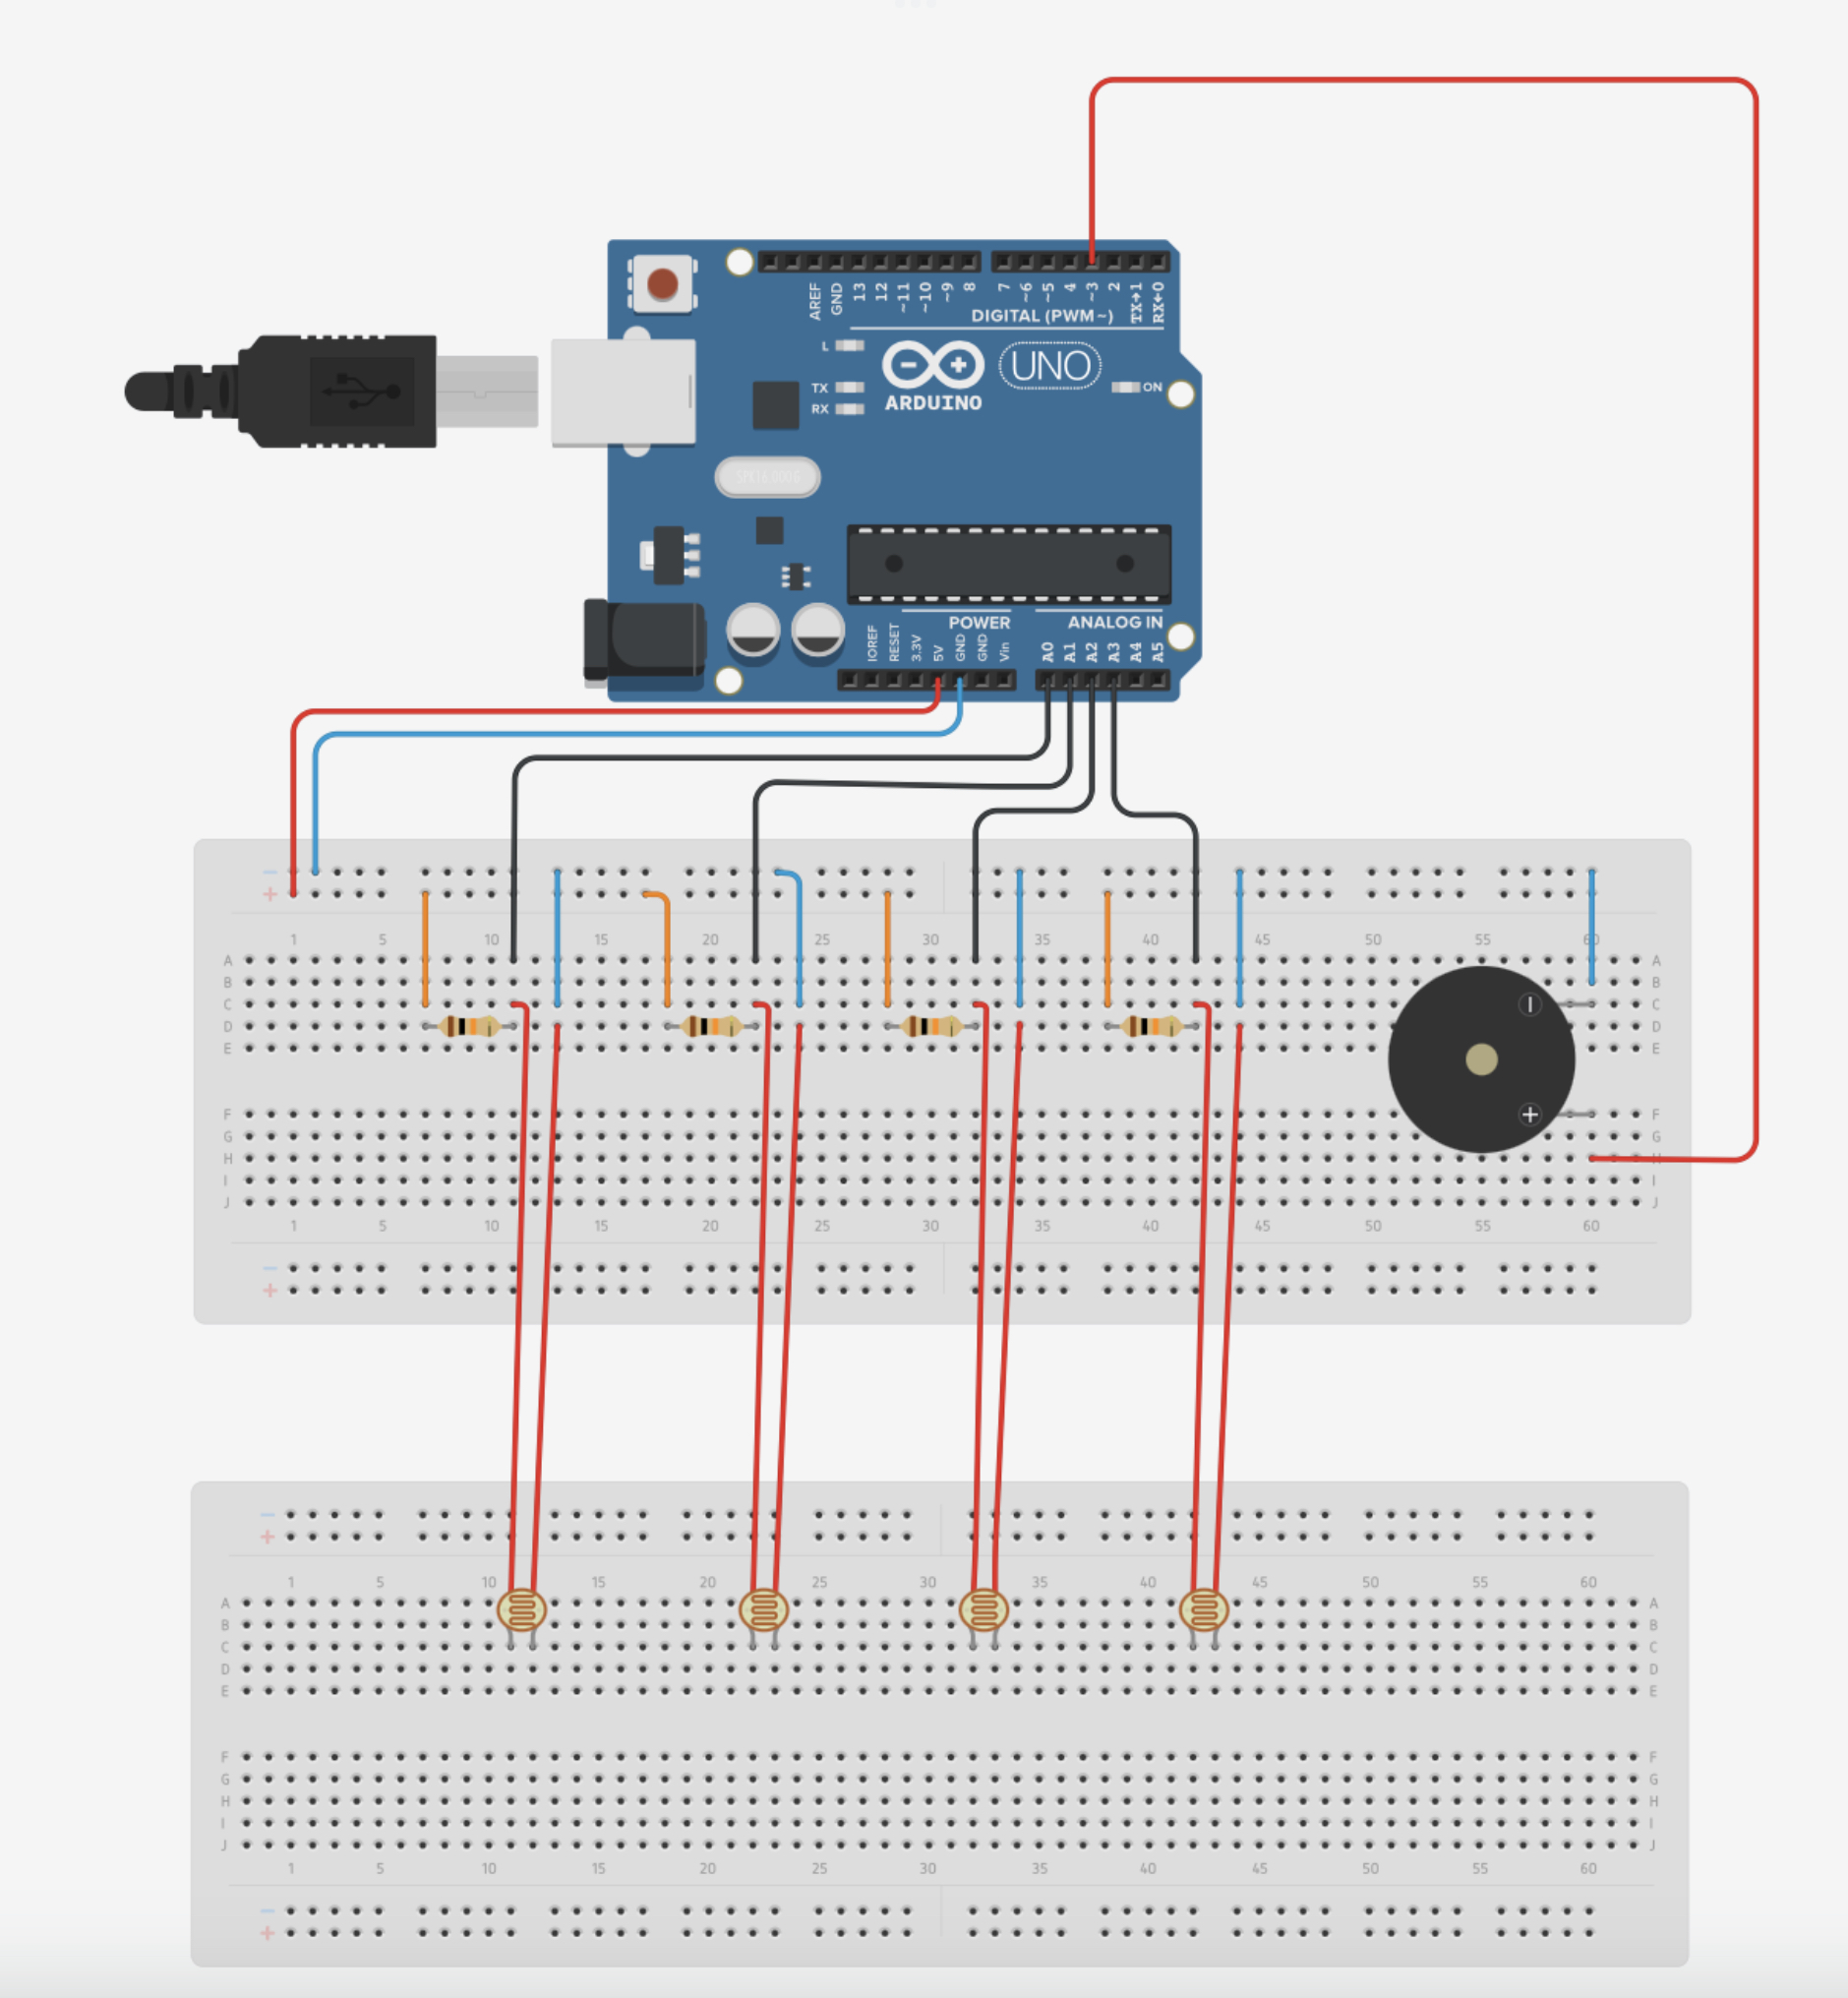 AREF GND 13 12 ~11 ~10 ~9 8 7 ~6 ~5 4 ~3 2 TX→1 RX←0
DIGITAL (PWM~)
L
UNO
TX
ON
RX
ARDUINO
SPK16.000G
POWER
ANALOG IN
IOREF RESET 3.3V 5V GND GND Vin A0 A1 A2 A3 A4 A5
−
+
1 5 10 15 20 25 30 35 40 45 50 55 60
A A
B B
C − C
D D
E E
F + F
G G
H H
I I
J J
1 5 10 15 20 25 30 35 40 45 50 55 60
−
+
−
+
1 5 10 15 20 25 30 35 40 45 50 55 60
A A
B B
C C
D D
E E
F F
G G
H H
I I
J J
1 5 10 15 20 25 30 35 40 45 50 55 60
−
+